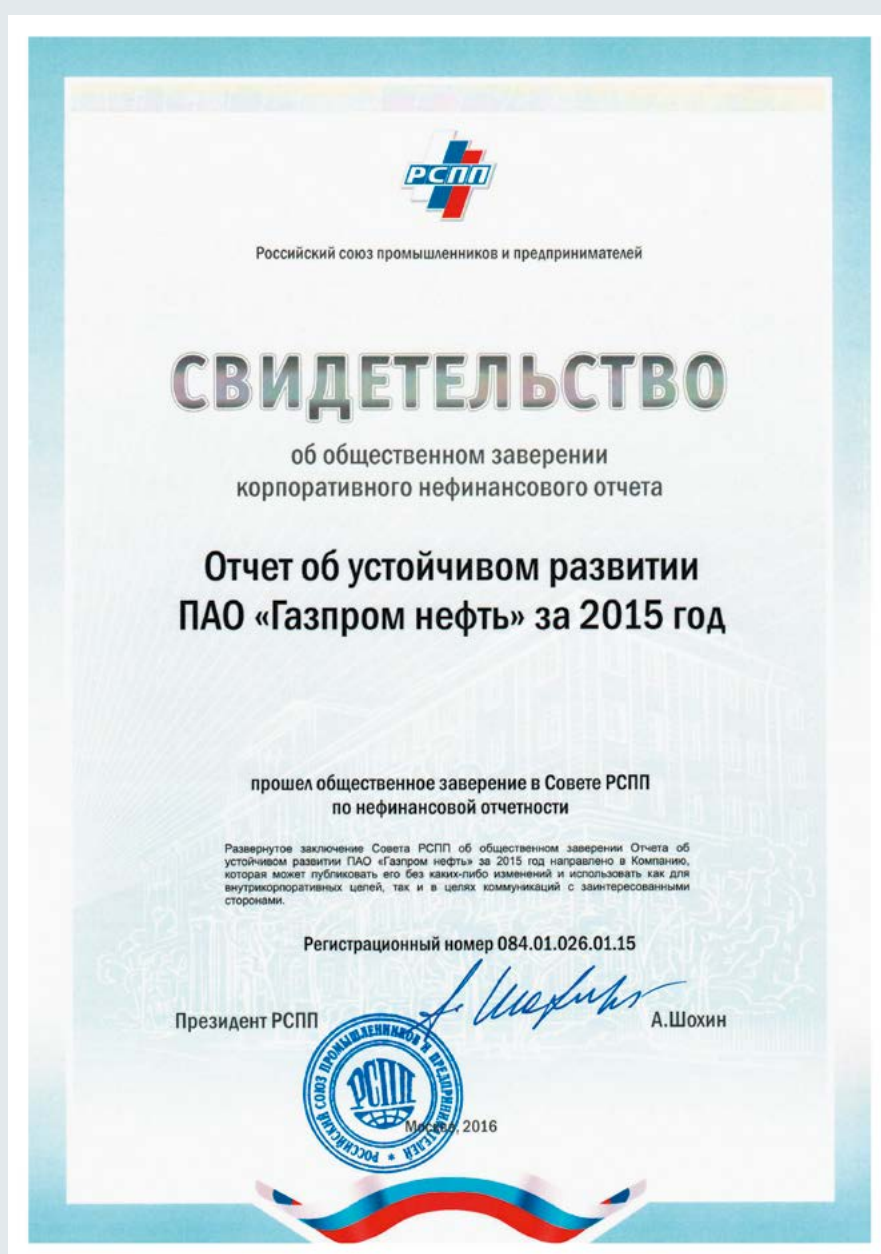 РСПП
Российский союз промышленников и предпринимателей
СВИДЕТЕЛЬСТВО
об общественном заверении
корпоративного нефинансового отчета
Отчет об устойчивом развитии
ПАО «Газпром нефть» за 2015 год
прошел общественное заверение в Совете РСПП
по нефинансовой отчетности
Развернутое заключение Совета РСПП об общественном заверении Отчета об
устойчивом развитии ПАО «Газпром нефть» за 2015 год направлено в Компанию,
которая может публиковать его без каких-либо изменений и использовать как для
внутрикорпоративных целей, так и в целях коммуникаций с заинтересованными
сторонами.
Регистрационный номер 084.01.026.01.15
Президент РСПП
А.Шохин
РОССИЙСКИЙ СОЮЗ ПРОМЫШЛЕННИКОВ И ПРЕДПРИНИМАТЕЛЕЙ *
РСПП
Москва, 2016